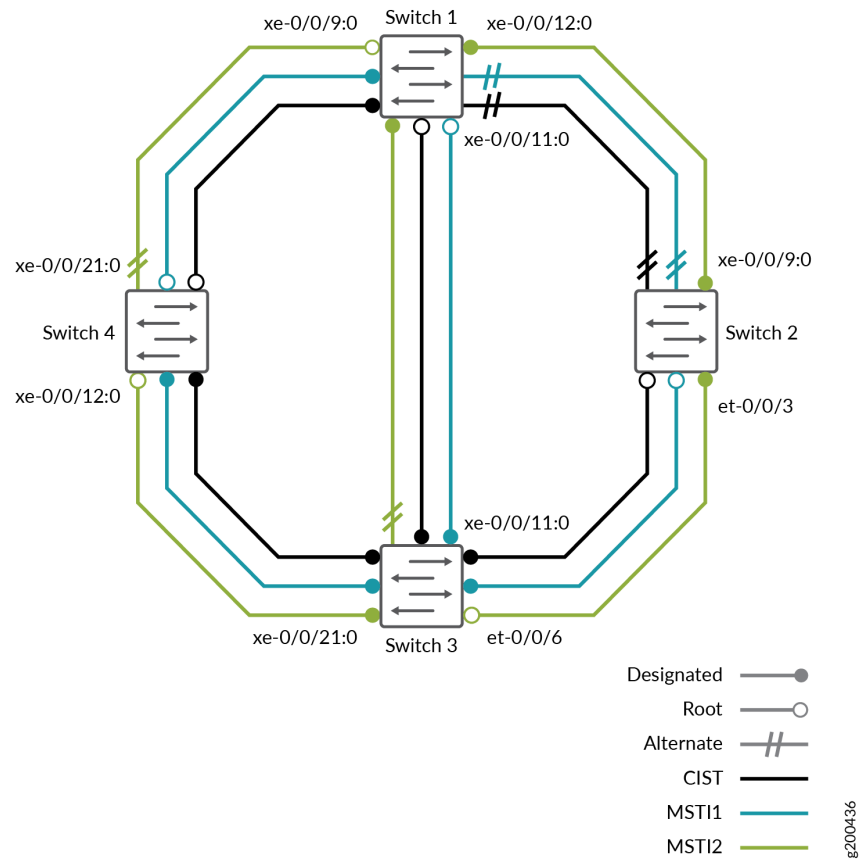 Switch 1
xe-0/0/9:0
xe-0/0/12:0
xe-0/0/11:0
xe-0/0/21:0
xe-0/0/9:0
Switch 4
Switch 2
xe-0/0/12:0
et-0/0/3
xe-0/0/11:0
xe-0/0/21:0
Switch 3
et-0/0/6
Designated
Root
Alternate
CIST
MSTI1
MSTI2
g200436